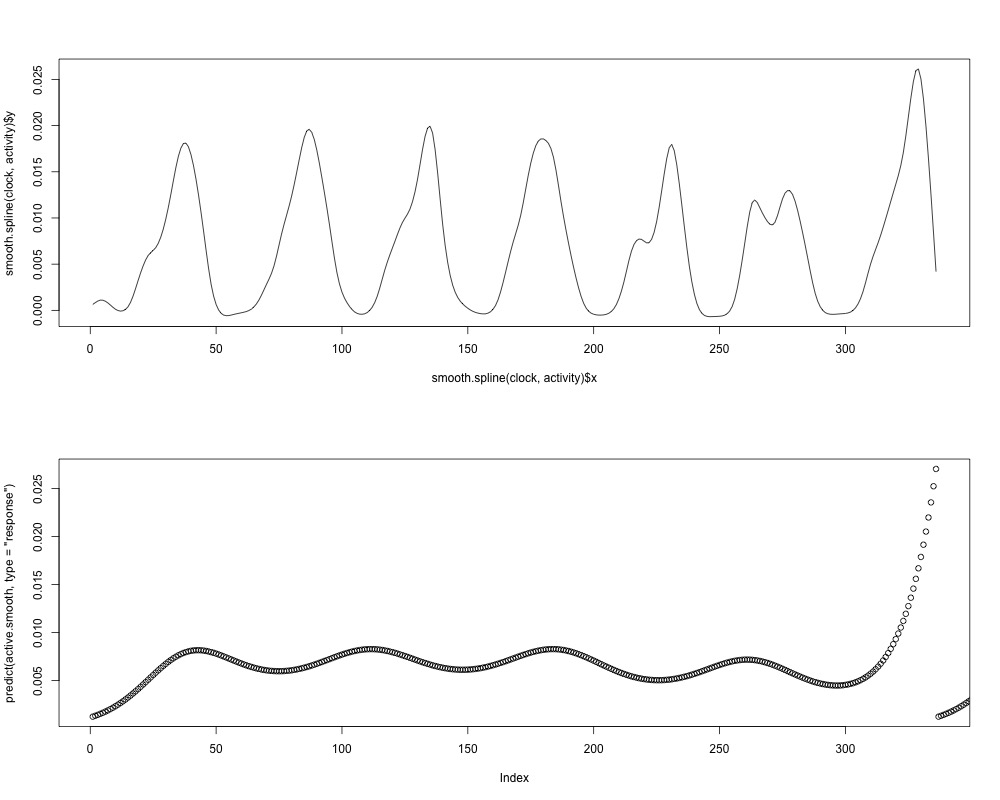 smooth.spline(clock, activity)$y
0.000 0.005 0.010 0.015 0.020 0.025
0 50 100 150 200 250 300
smooth.spline(clock, activity)$x
predict(active.smooth, type = "response")
0.005 0.010 0.015 0.020 0.025
0 50 100 150 200 250 300
Index